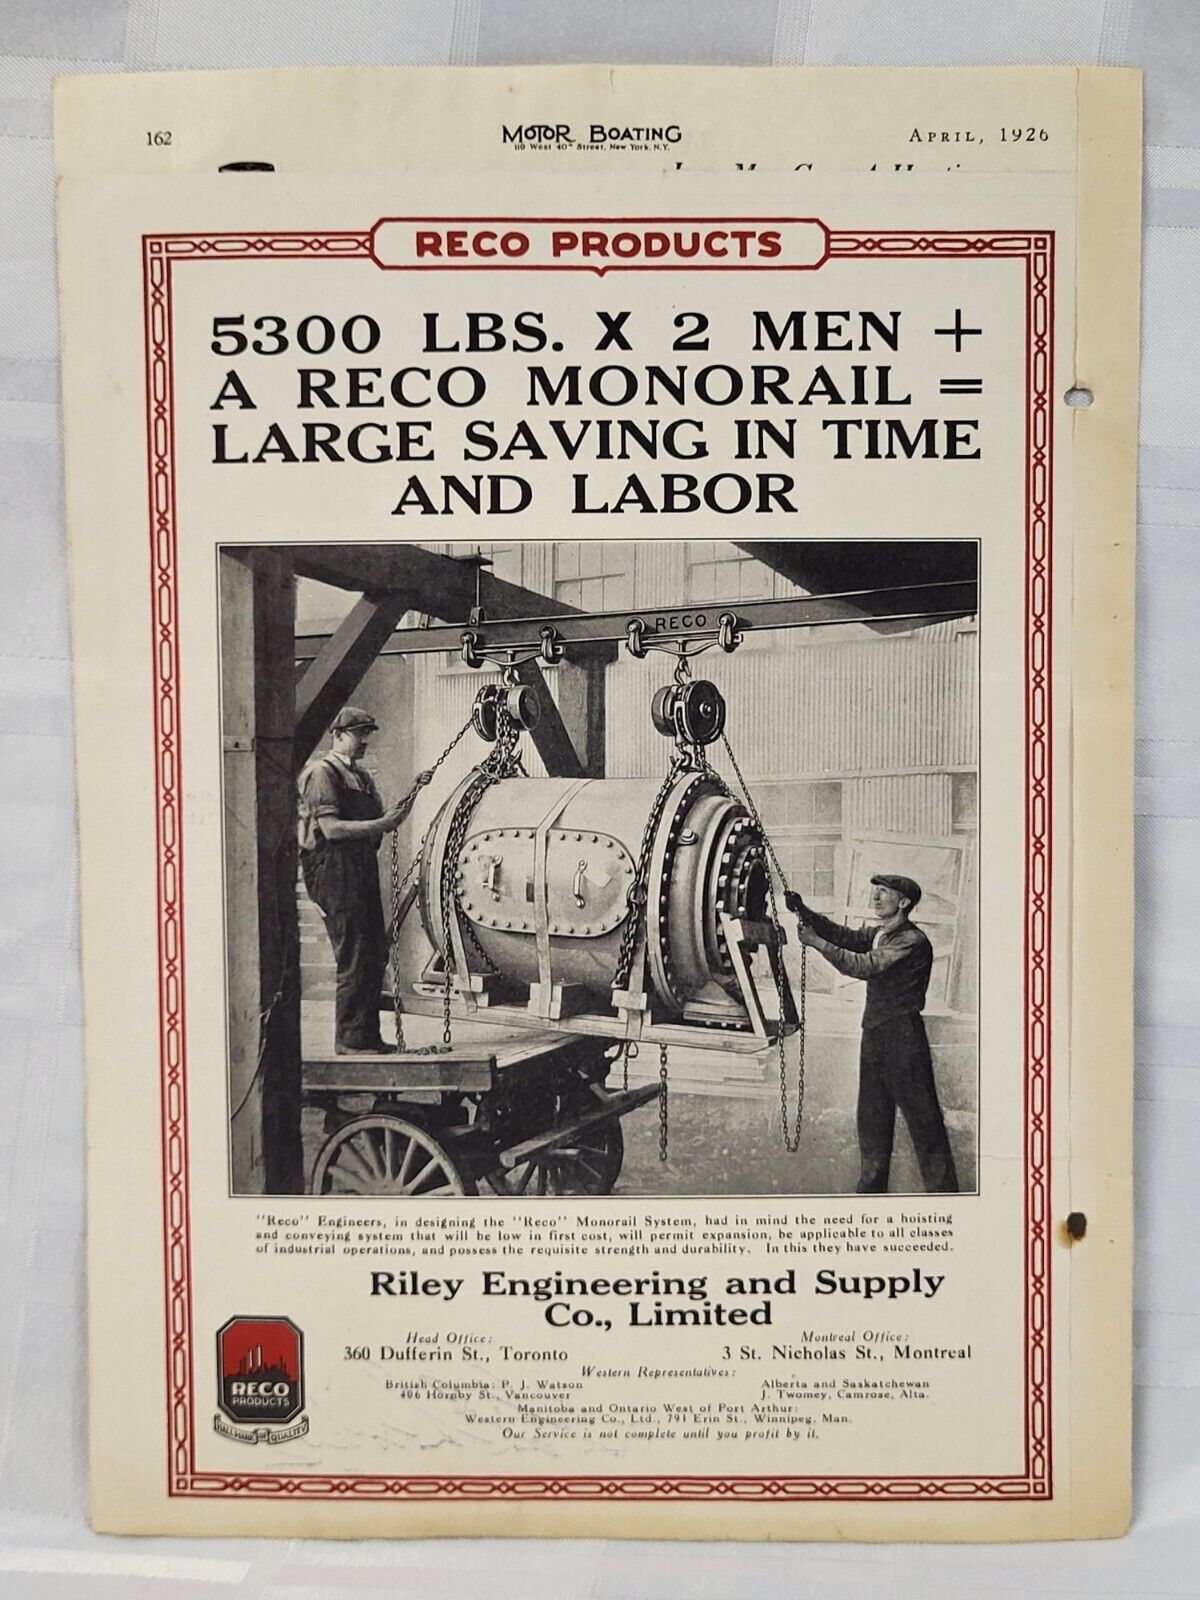 162
MOTOR BOATING
119 West 40th Street, New York, N.Y.
APRIL, 1926
RECO PRODUCTS
5300 LBS. X 2 MEN +
A RECO MONORAIL =
LARGE SAVING IN TIME
AND LABOR
RECO
"Reco" Engineers, in designing the "Reco" Monorail System, had in mind the need for a hoisting
and conveying system that will be low in first cost, will permit expansion, be applicable to all classes
of industrial operations, and possess the requisite strength and durability. In this they have succeeded.
Riley Engineering and Supply
Co., Limited
Head Office:
360 Dufferin St., Toronto
Montreal Office:
3 St. Nicholas St., Montreal
Western Representatives:
British Columbia: P. J. Watson
406 Hornby St., Vancouver
Alberta and Saskatchewan
J. Twomey, Camrose, Alta.
Manitoba and Ontario West of Port Arthur:
Western Engineering Co., Ltd., 791 Erin St., Winnipeg, Man.
Our Service is not complete until you profit by it.
RECO
PRODUCTS
HALLMARK OF QUALITY